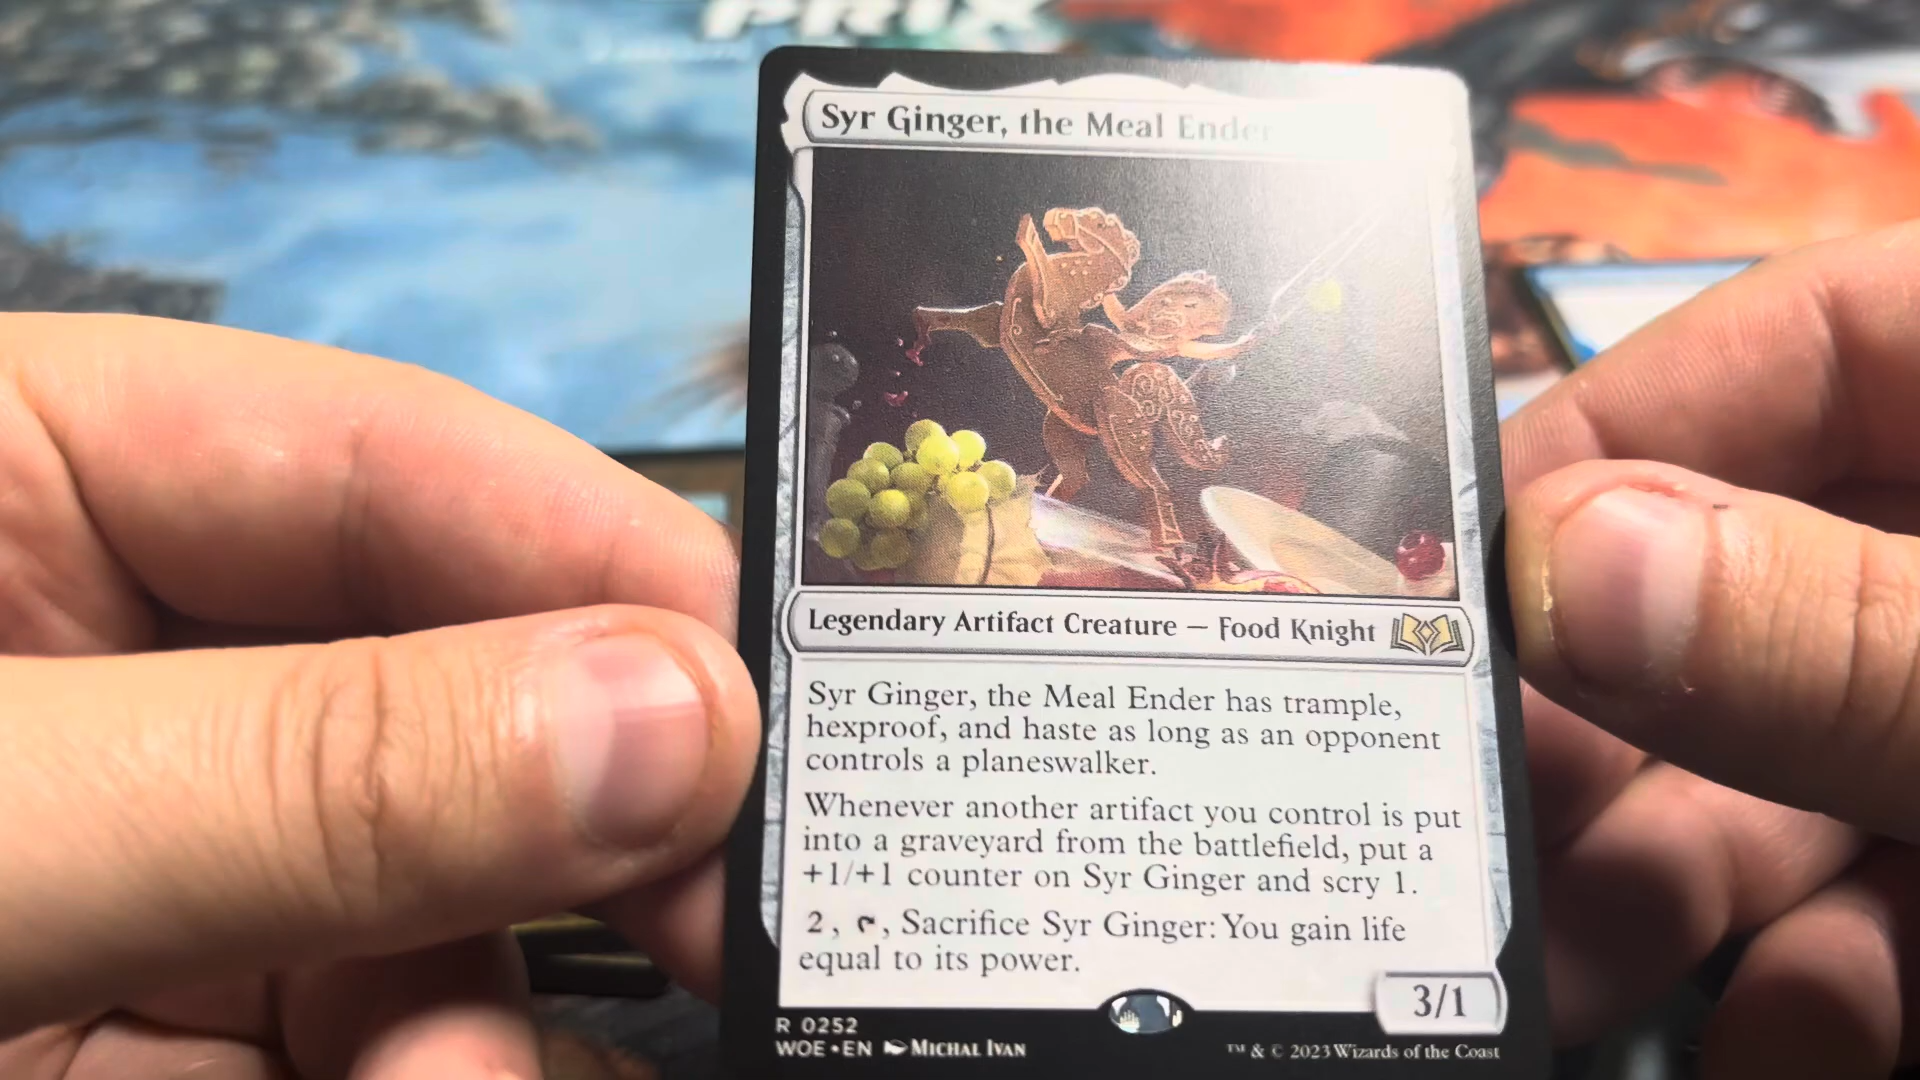 PRIX
Syr Ginger, the Meal Ender
Legendary Artifact Creature — Food Knight
Syr Ginger, the Meal Ender has trample,
hexproof, and haste as long as an opponent
controls a planeswalker.
Whenever another artifact you control is put
into a graveyard from the battlefield, put a
+1/+1 counter on Syr Ginger and scry 1.
2, , Sacrifice Syr Ginger: You gain life
equal to its power.
3/1
R 0252
WOE • EN Michal Ivan
™ & © 2023 Wizards of the Coast